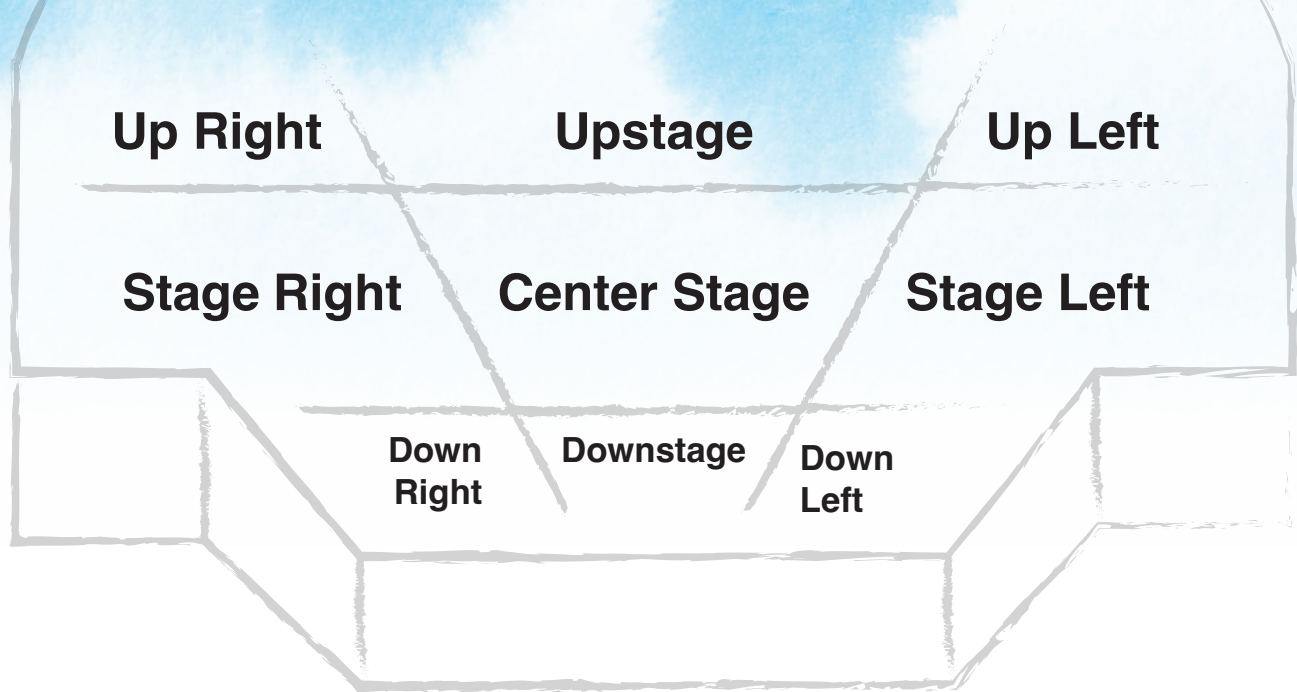 Up Right
Upstage
Up Left
Stage Right
Center Stage
Stage Left
Down
Right
Downstage
Down
Left